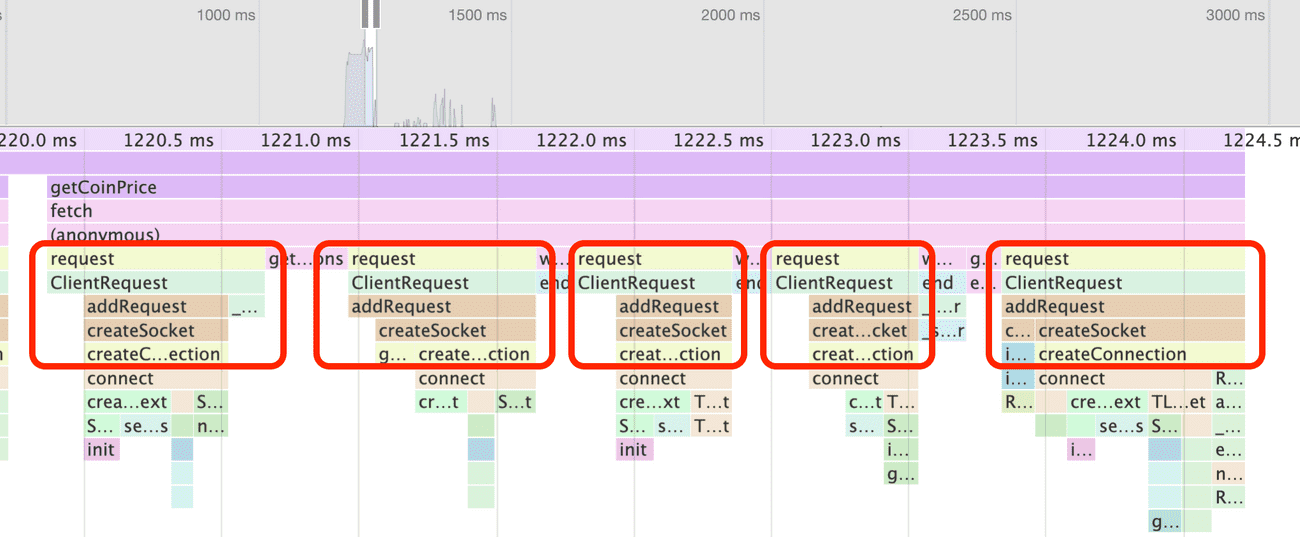 s 1000 ms 1500 ms 2000 ms 2500 ms 3000 ms
220.0 ms 1220.5 ms 1221.0 ms 1221.5 ms 1222.0 ms 1222.5 ms 1223.0 ms 1223.5 ms 1224.0 ms 1224.5 m
getCoinPrice
fetch
(anonymous)
request get...ons request w... request w... request w... g... request
ClientRequest ClientRequest end ClientRequest end ClientRequest end e... ClientRequest
addRequest _... addRequest addRequest addRequest _...r addRequest
createSocket createSocket createSocket creat...cket _s...r c... createSocket
n createC...ection g... create...ction creat...ction creat...ction i... createConnection
connect connect connect connect i... connect R...
crea...ext S... cr...t S...t cre...xt T...t c...t T... R... cre...ext TL...et a...
S... se...s n... S... s... T...t s... S... se...s S... _...
init init i... i... e...
g... n...
R...
g...